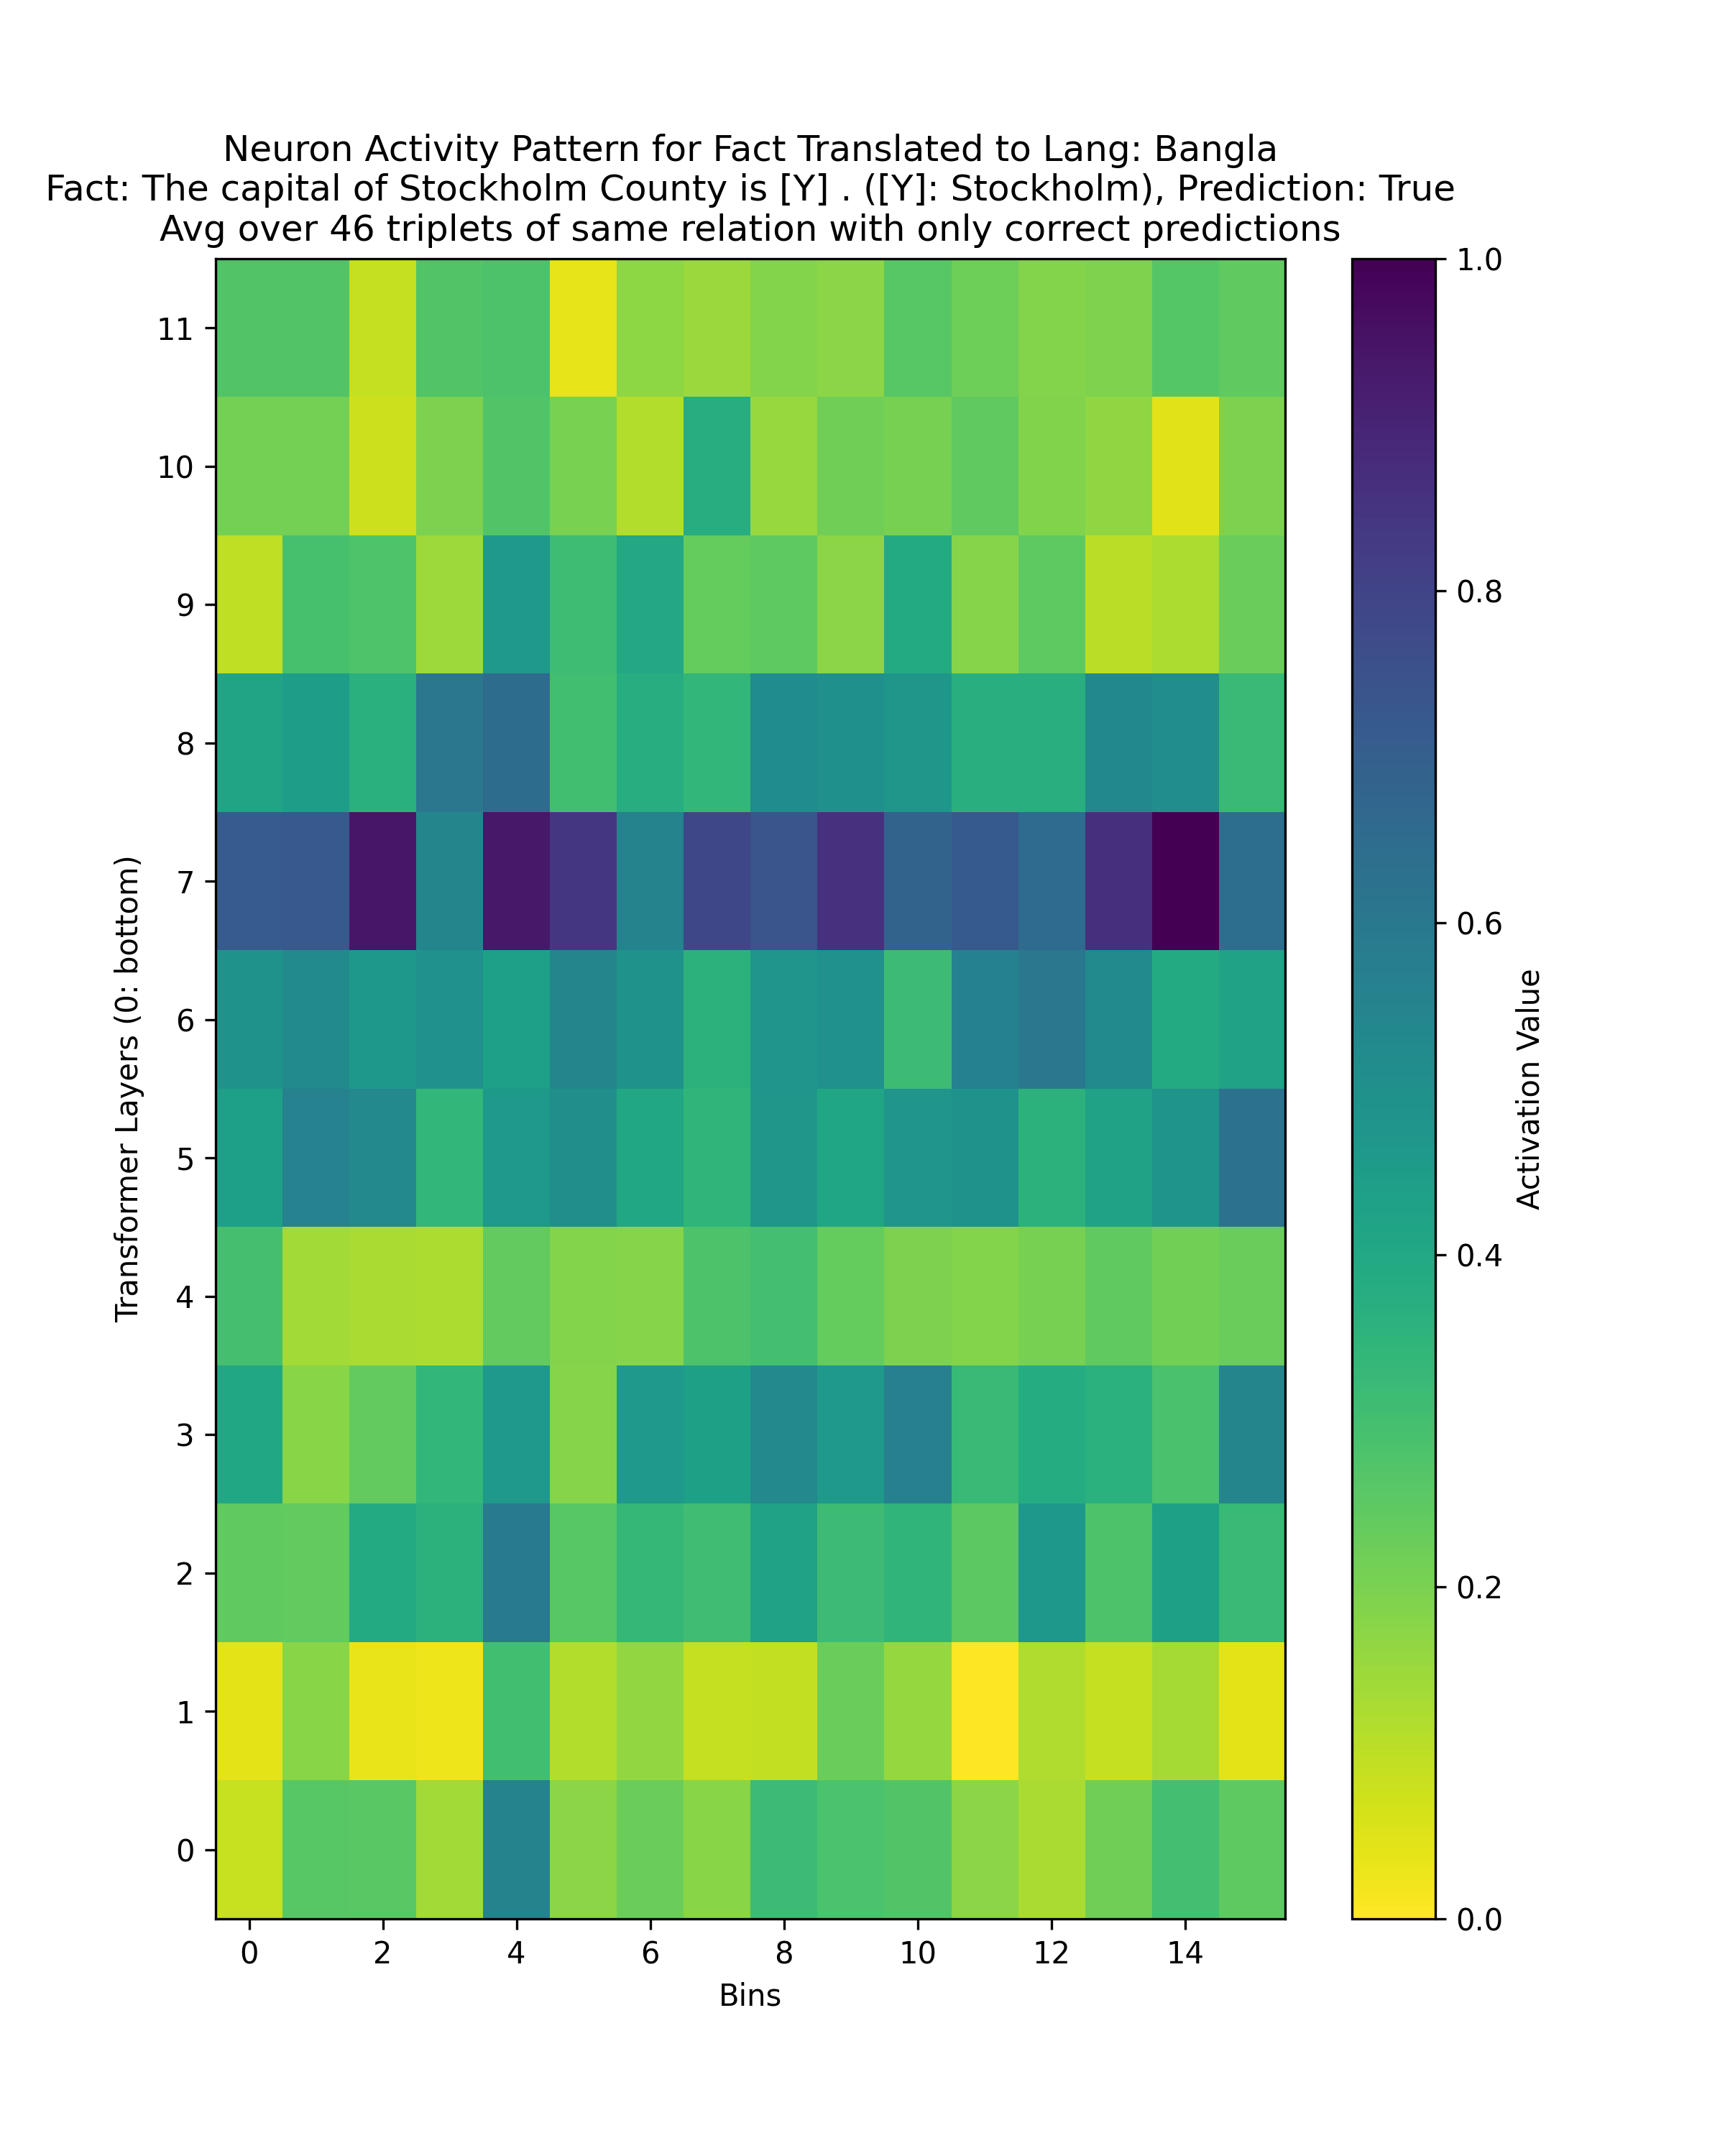 Neuron Activity Pattern for Fact Translated to Lang: Bangla
Fact: The capital of Stockholm County is [Y] . ([Y]: Stockholm), Prediction: True
Avg over 46 triplets of same relation with only correct predictions
11
10
9
8
7
6
5
4
3
2
1
0
Transformer Layers (0: bottom)
0 2 4 6 8 10 12 14
Bins
1.0
0.8
0.6
0.4
0.2
0.0
Activation Value